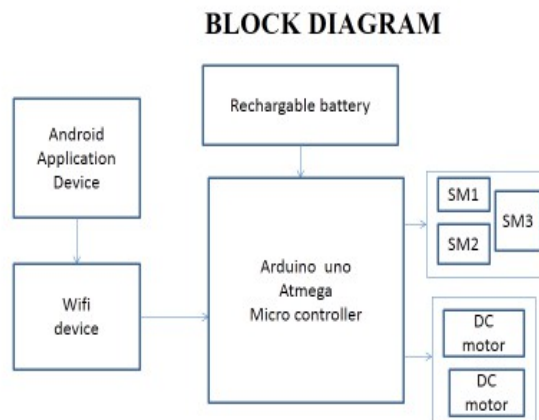 BLOCK DIAGRAM
Android
Application
Device
Rechargable battery
Wifi
device
Arduino uno
Atmega
Micro controller
SM1
SM2
SM3
DC
motor
DC
motor